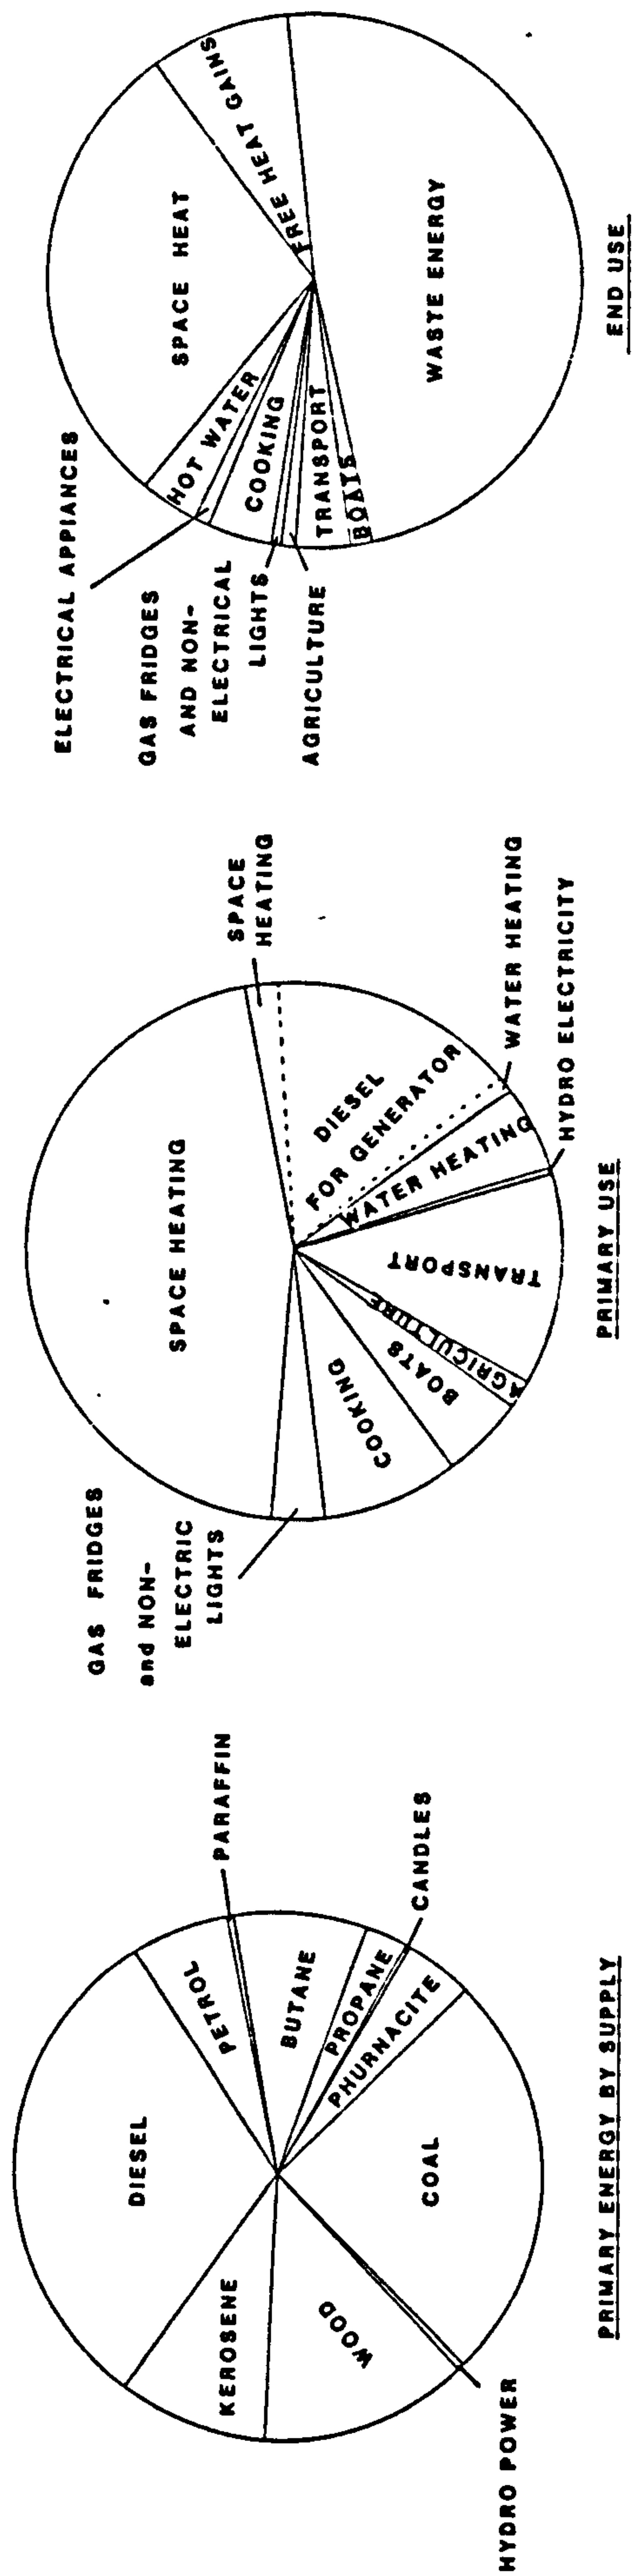 PARAFFIN
PETROL
DIESEL
BUTANE
PROPANE
CANDLES
PHURNACITE
KEROSENE
WOOD
COAL
HYDRO POWER
PRIMARY ENERGY BY SUPPLY
GAS FRIDGES
and NON-
ELECTRIC
LIGHTS
SPACE HEATING
SPACE
HEATING
DIESEL
FOR GENERATOR
WATER HEATING
WATER HEATING
HYDRO ELECTRICITY
TRANSPORT
AGRICULTURE
BOATS
COOKING
PRIMARY USE
ELECTRICAL APPIANCES
GAS FRIDGES
AND NON-
ELECTRICAL
LIGHTS
AGRICULTURE
SPACE HEAT
FREE HEAT GAINS
HOT WATER
COOKING
TRANSPORT
BOATS
WASTE ENERGY
END USE